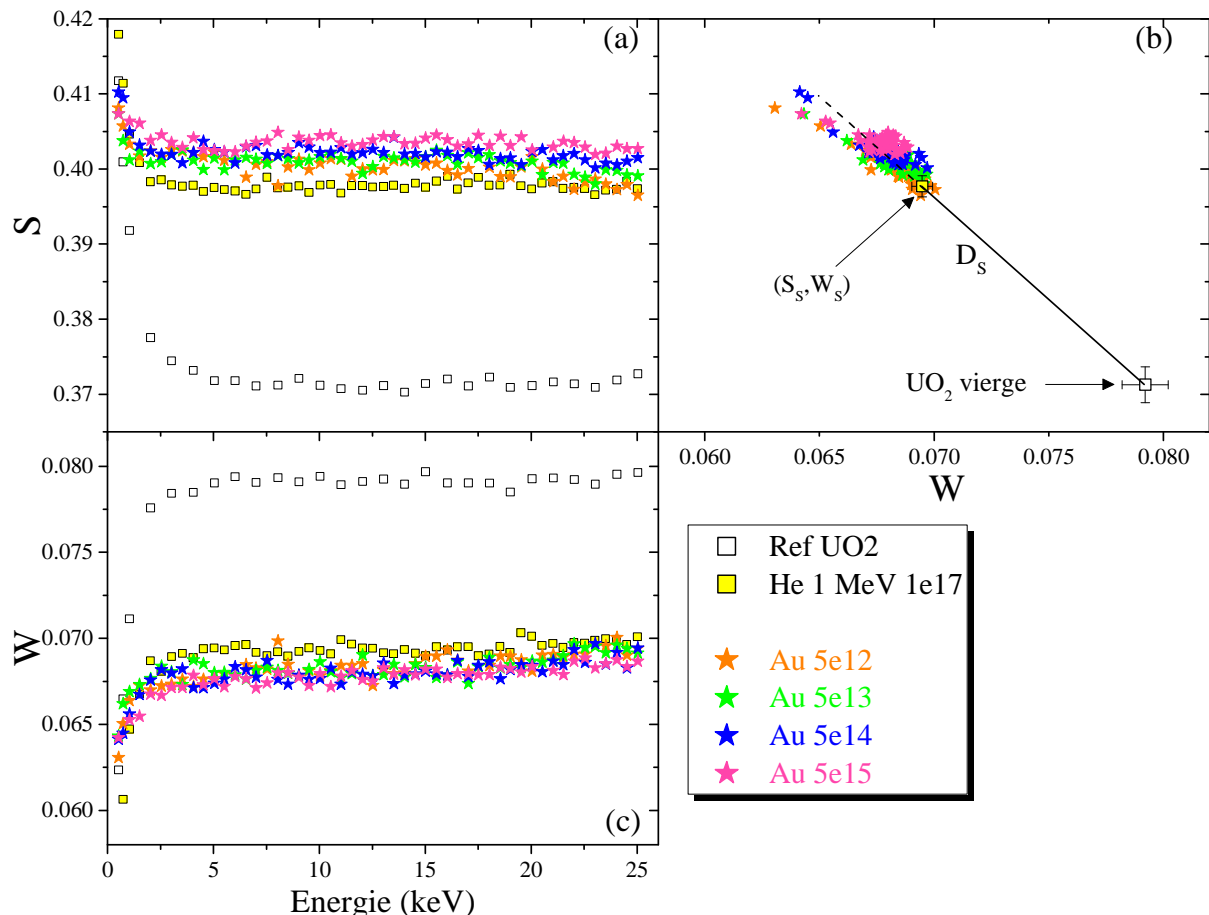 0.42
0.41
0.40
0.39
0.38
0.37
S
(a)
(b)
(S_S,W_S)
D_S
UO₂ vierge
0.060 0.065 0.070 0.075 0.080
W
0.080
0.075
0.070
0.065
0.060
W
(c)
0 5 10 15 20 25
Energie (keV)
Ref UO2
He 1 MeV 1e17
Au 5e12
Au 5e13
Au 5e14
Au 5e15